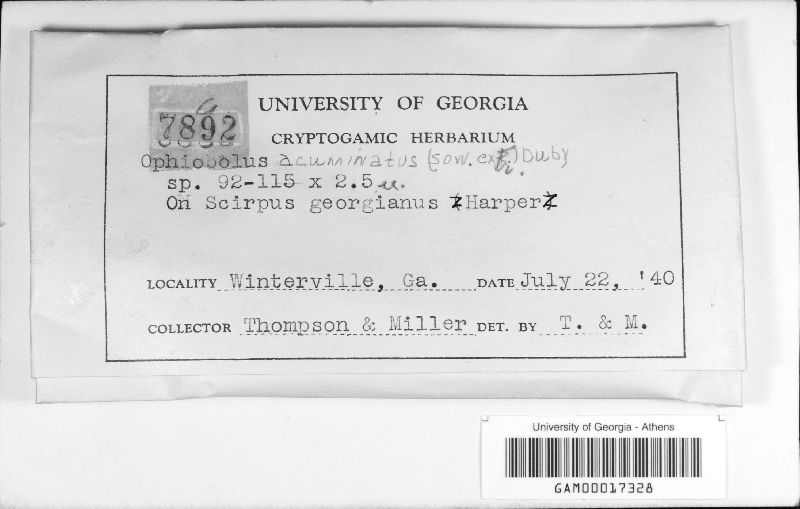 UNIVERSITY OF GEORGIA
7892
CRYPTOGAMIC HERBARIUM
Ophiobolus acuminatus (Sow. ex Fr.) Duby
sp. 92-115 x 2.5 u.
On Scirpus georgianus Harper
LOCALITY Winterville, Ga. DATE July 22, '40
COLLECTOR Thompson & Miller DET. BY T. & M.
University of Georgia - Athens
GAM00017328